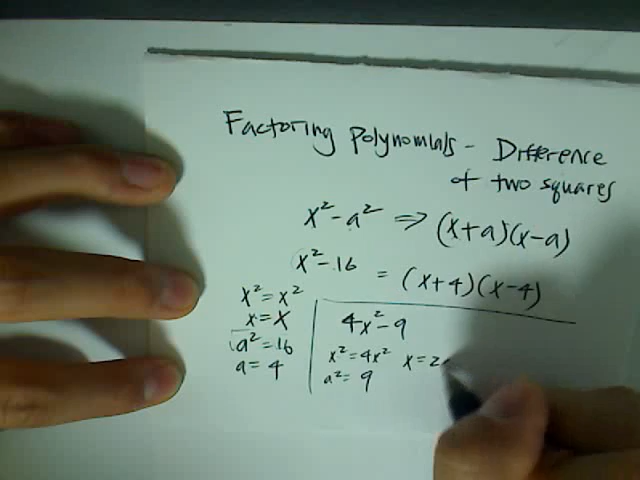 Factoring Polynomials - Difference
of two squares
x² - a² ⇒ (x+a)(x-a)
x² - 16 = (x+4)(x-4)
x² = x²
x = x
a² = 16
a = 4
4x² - 9
x² = 4x² x = 2
a² = 9